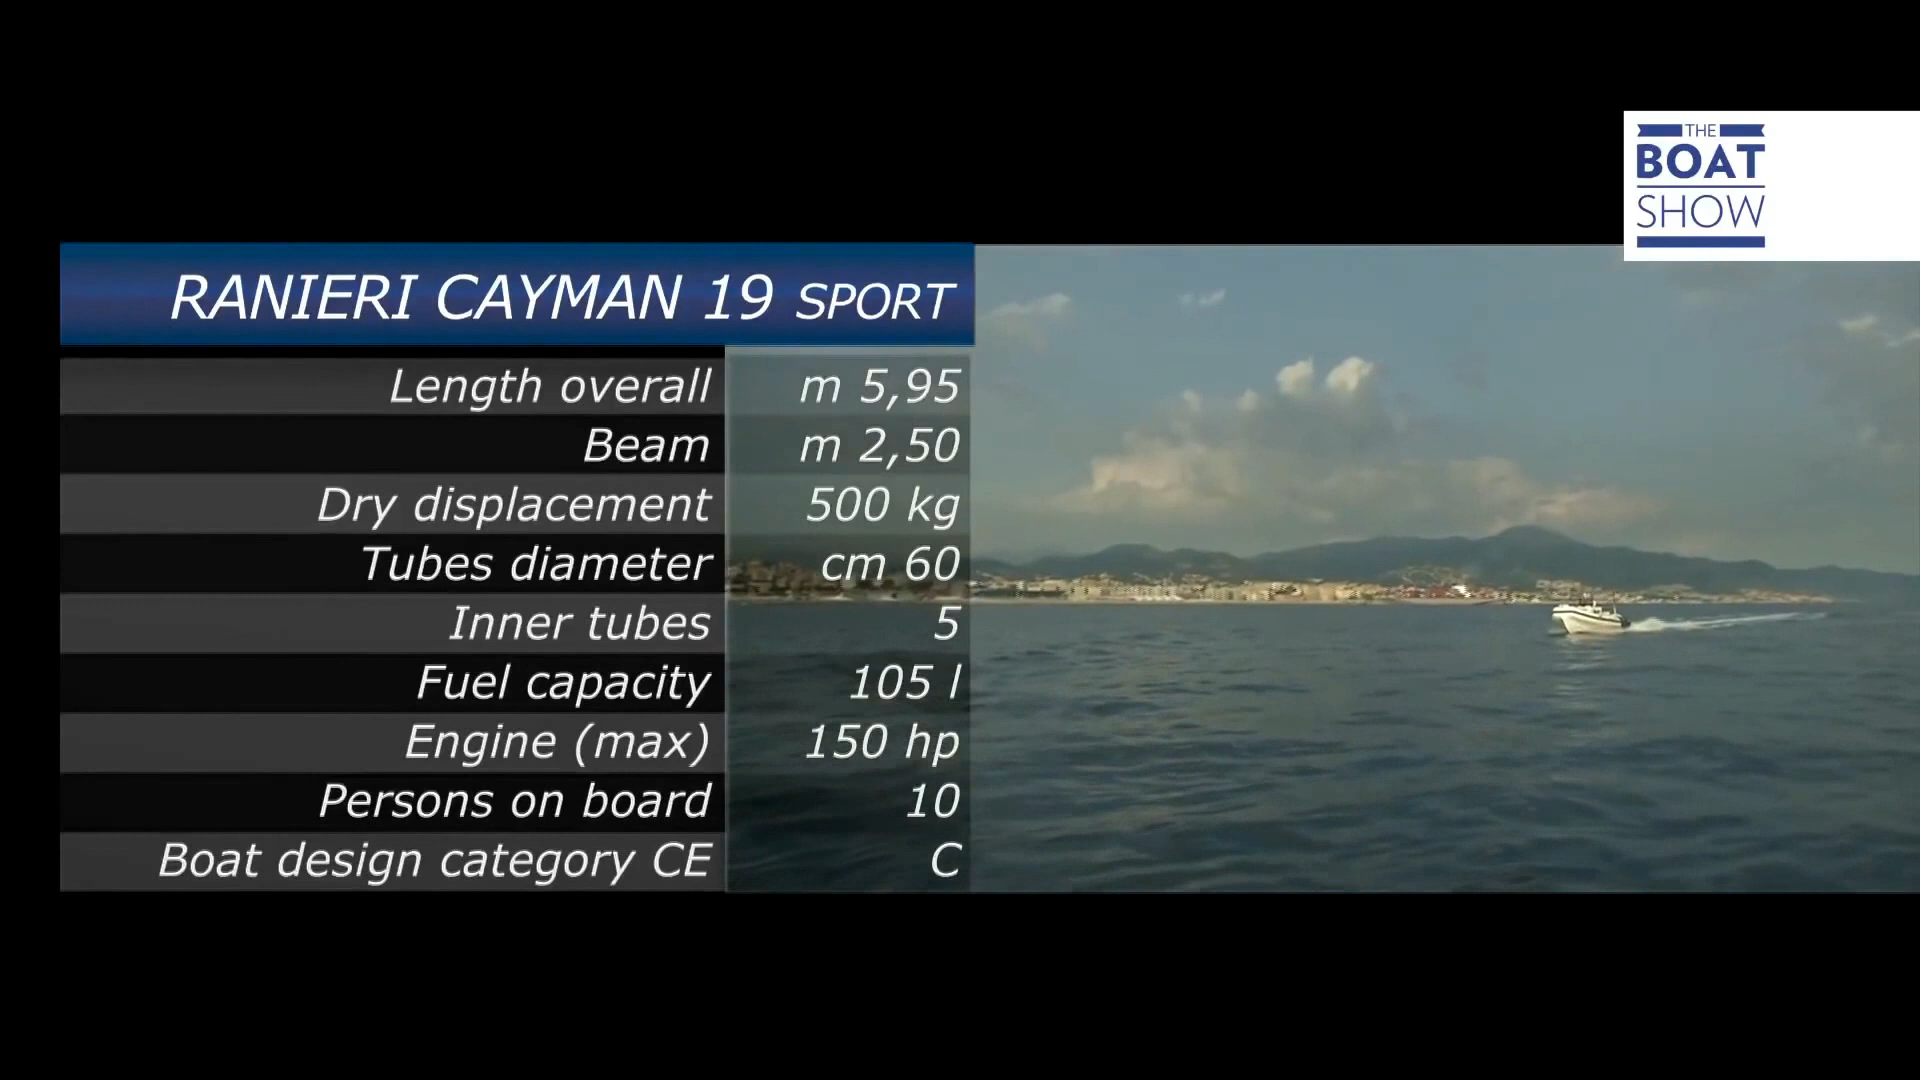 THE
BOAT
SHOW
RANIERI CAYMAN 19 SPORT
Length overall m 5,95
Beam m 2,50
Dry displacement 500 kg
Tubes diameter cm 60
Inner tubes 5
Fuel capacity 105 l
Engine (max) 150 hp
Persons on board 10
Boat design category CE C